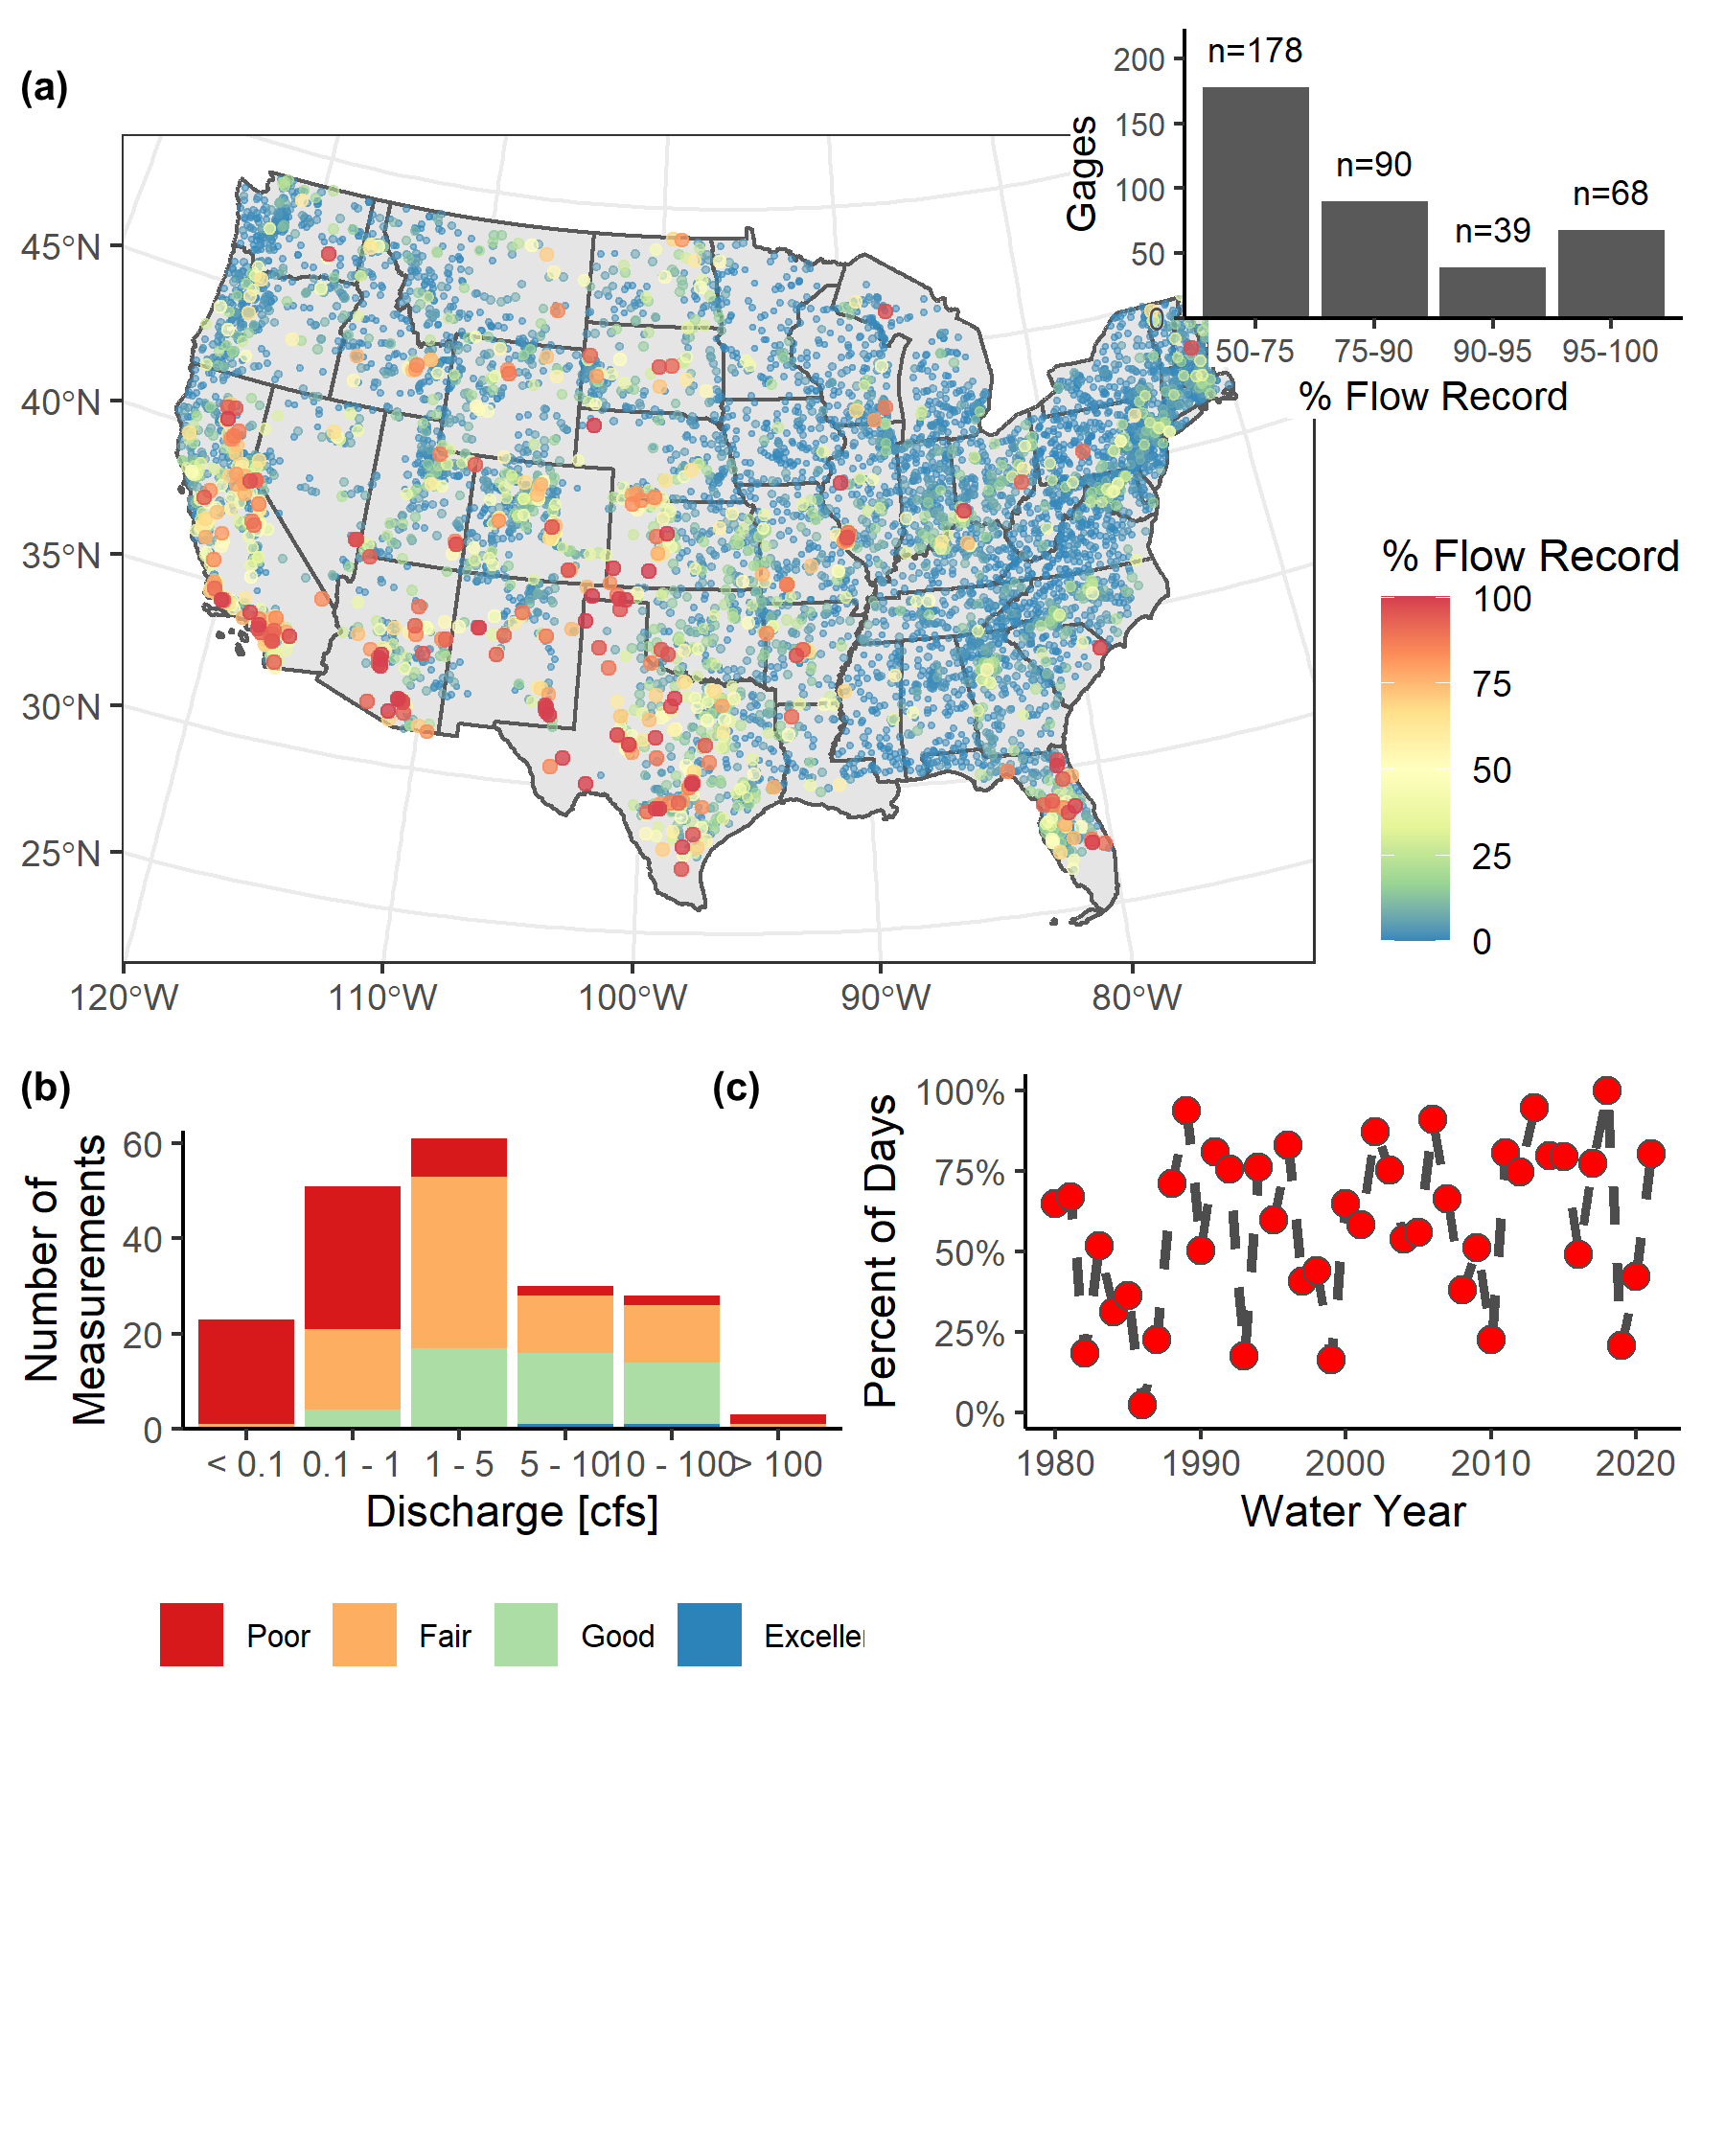 (a)
200
150
100
50
0
Gages
n=178
n=90
n=39
n=68
50-75
75-90
90-95
95-100
% Flow Record
45°N
40°N
35°N
30°N
25°N
120°W
110°W
100°W
90°W
80°W
% Flow Record
100
75
50
25
0
(b)
Number of
Measurements
60
40
20
0
< 0.1
0.1 - 1
1 - 5
5 - 10
10 - 100
> 100
Discharge [cfs]
Poor
Fair
Good
Exceller
(c)
Percent of Days
100%
75%
50%
25%
0%
1980
1990
2000
2010
2020
Water Year